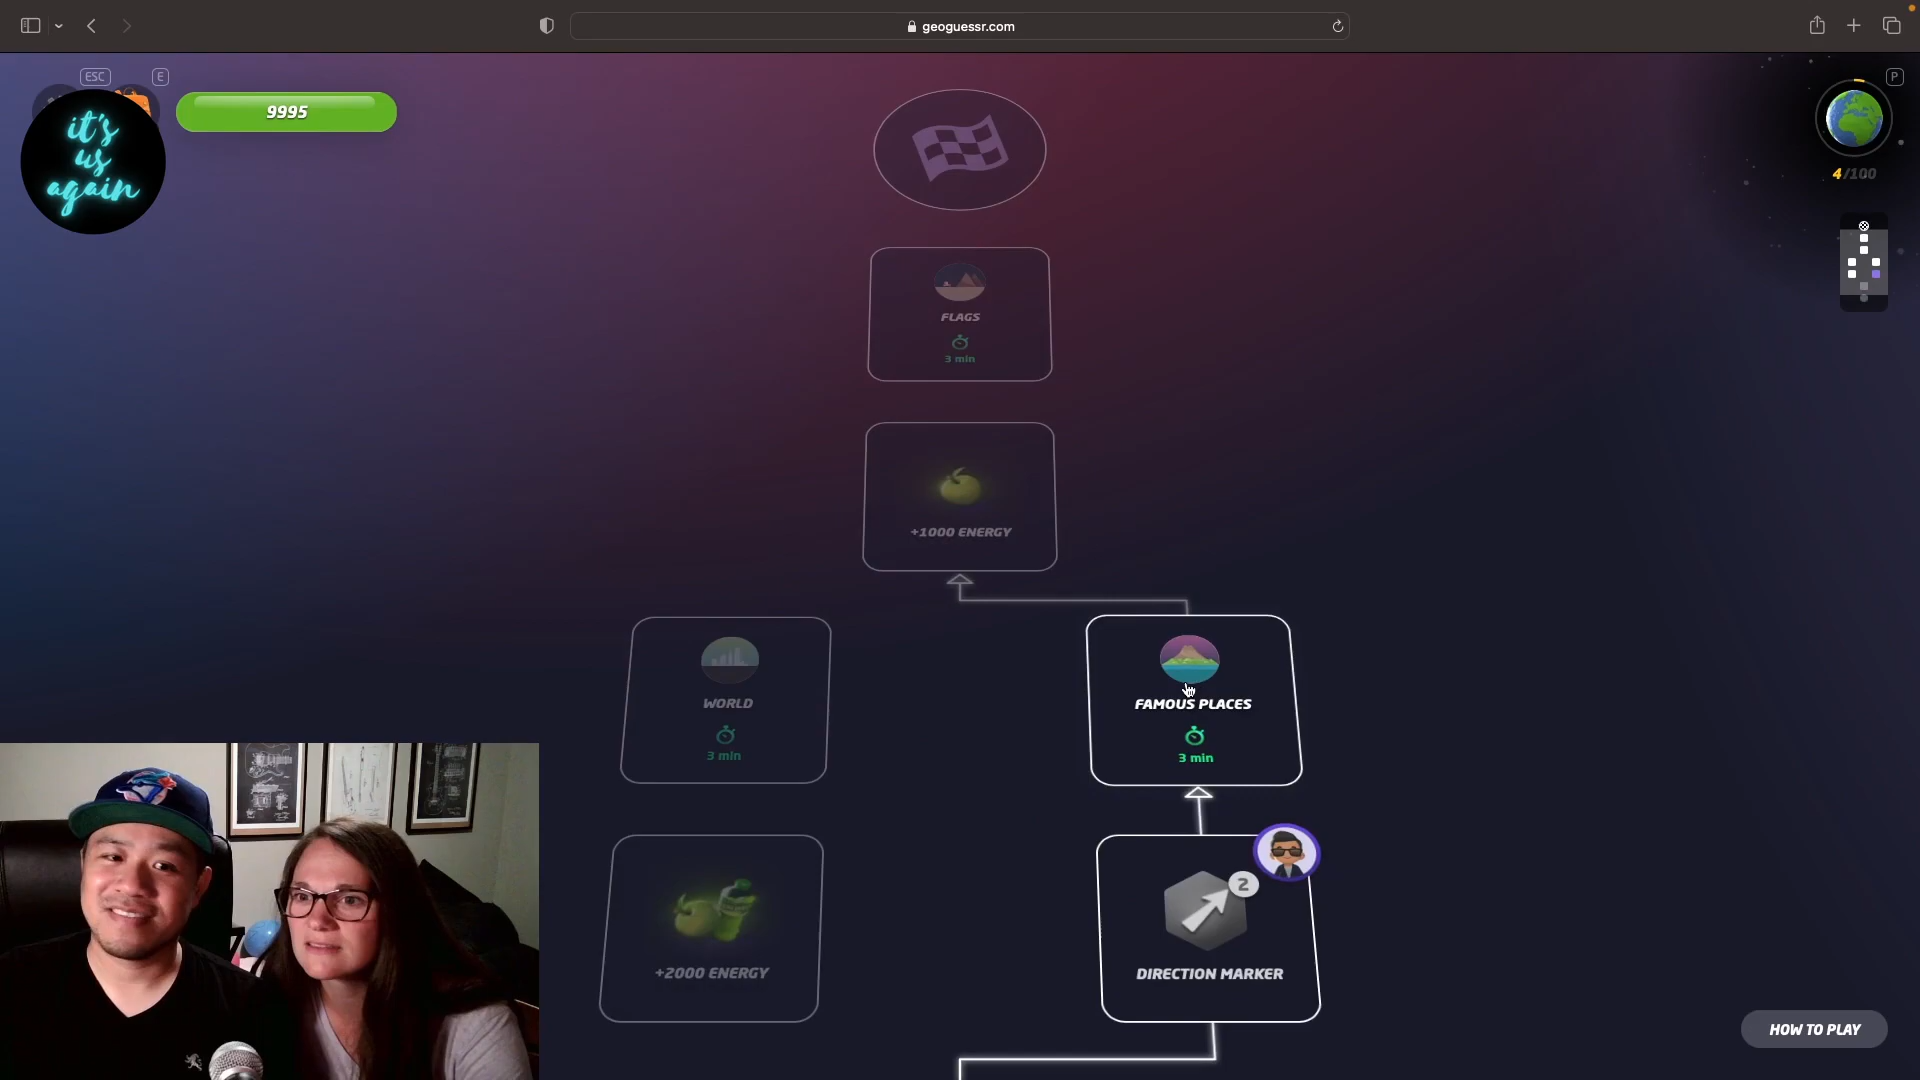 geoguessr.com
ESC
E
P
it's
us
again
9995
4/100
FLAGS
3 min
+1000 ENERGY
WORLD
3 min
FAMOUS PLACES
3 min
+2000 ENERGY
2
DIRECTION MARKER
HOW TO PLAY